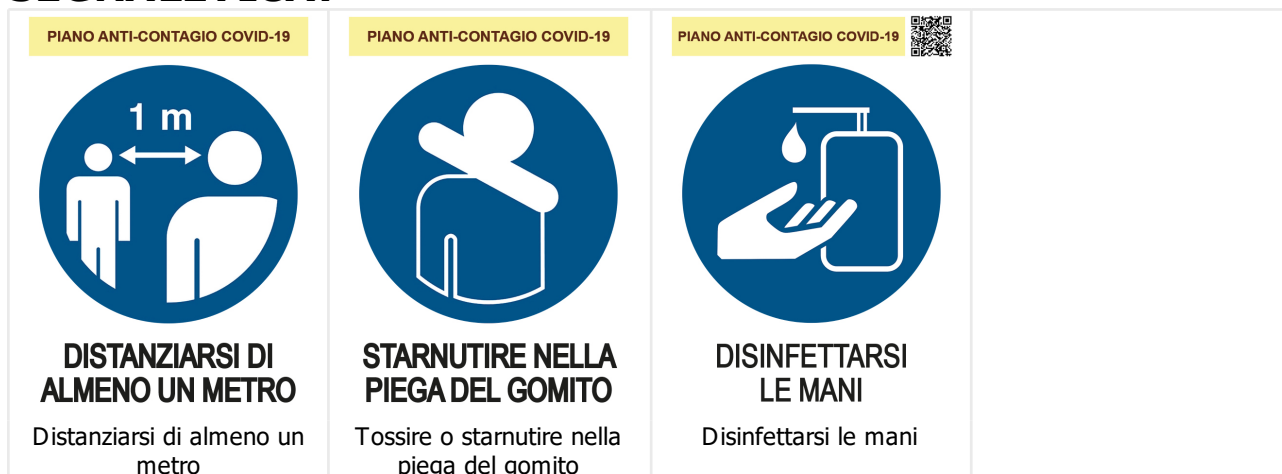 PIANO ANTI-CONTAGIO COVID-19
1 m
DISTANZIARSI DI
ALMENO UN METRO
Distanziarsi di almeno un
metro
PIANO ANTI-CONTAGIO COVID-19
STARNUTIRE NELLA
PIEGA DEL GOMITO
Tossire o starnutire nella
piega del gomito
PIANO ANTI-CONTAGIO COVID-19
DISINFETTARSI
LE MANI
Disinfettarsi le mani